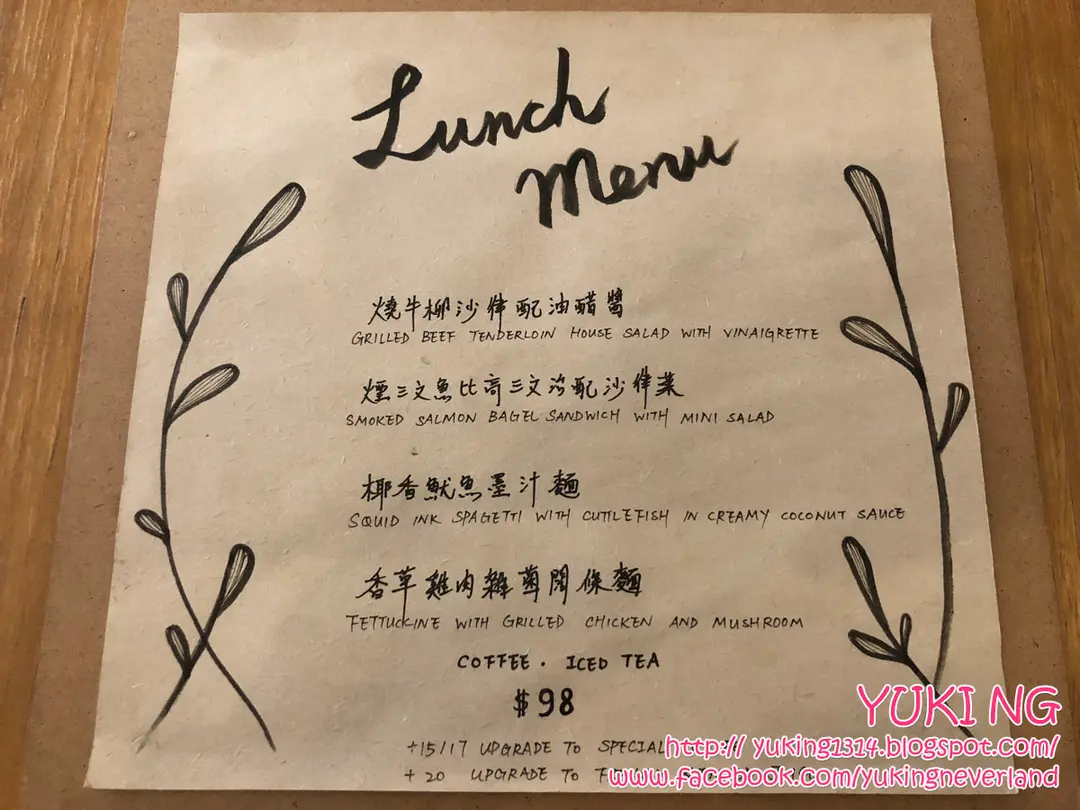 Lunch
Menu
燒牛柳沙律配油醋醬
GRILLED BEEF TENDERLOIN HOUSE SALAD WITH VINAIGRETTE
煙三文魚比高三文治配沙律菜
SMOKED SALMON BAGEL SANDWICH WITH MINI SALAD
椰香魷魚墨汁麵
SQUID INK SPAGETTI WITH CUTTLEFISH IN CREAMY COCONUT SAUCE
香草雞肉雜菌闊條麵
FETTUCKINE WITH GRILLED CHICKEN AND MUSHROOM
COFFEE · ICED TEA
$98
+15/17 UPGRADE TO SPECIAL
+ 20 UPGRADE TO
YUKI NG
http:// yuking1314.blogspot.com/
www.facebook.com/yukingneverland